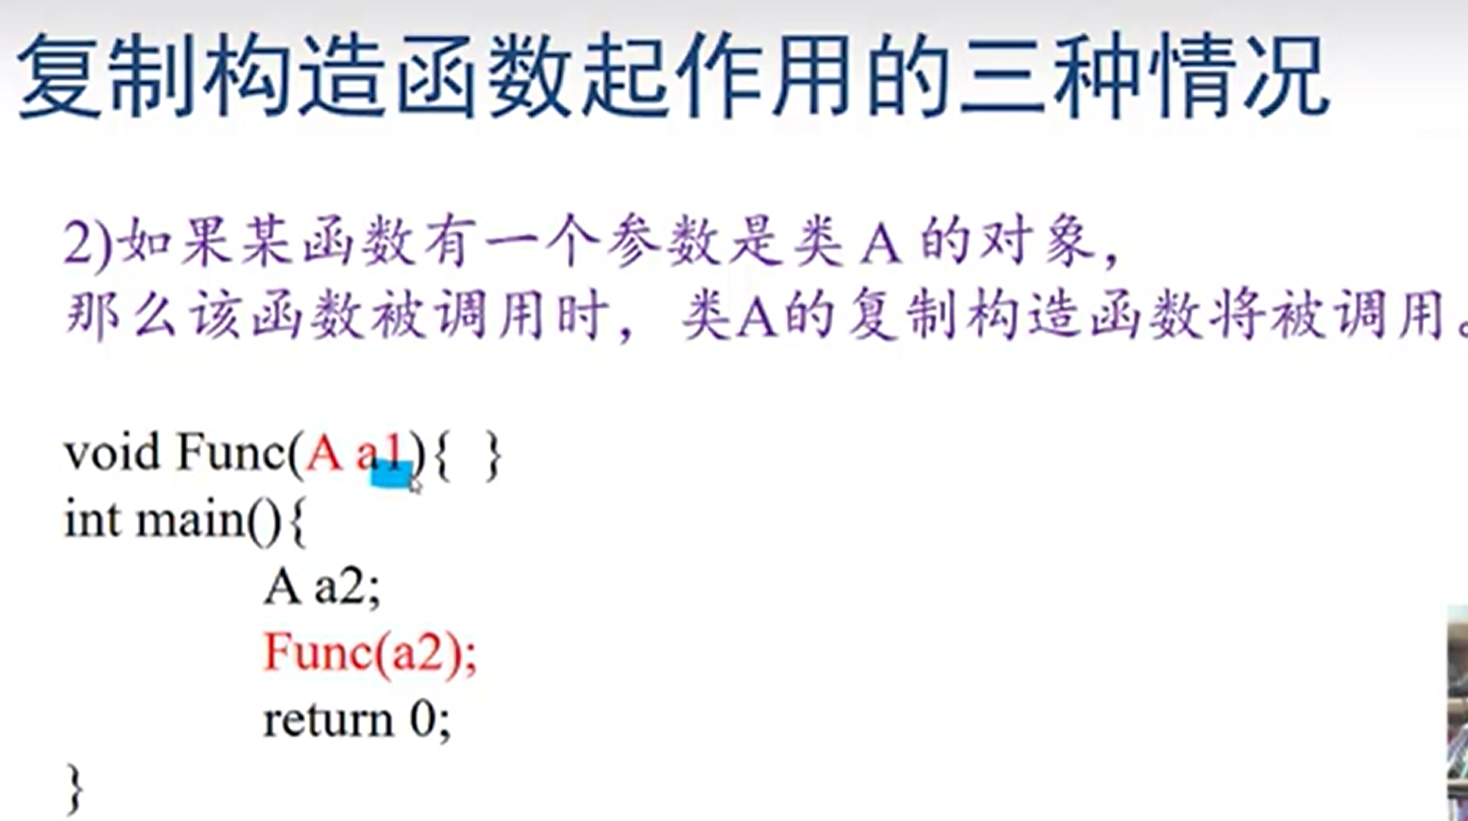 复制构造函数起作用的三种情况
2)如果某函数有一个参数是类 A 的对象，
那么该函数被调用时，类A的复制构造函数将被调用。
void Func(A a1){ }
int main(){
A a2;
Func(a2);
return 0;
}